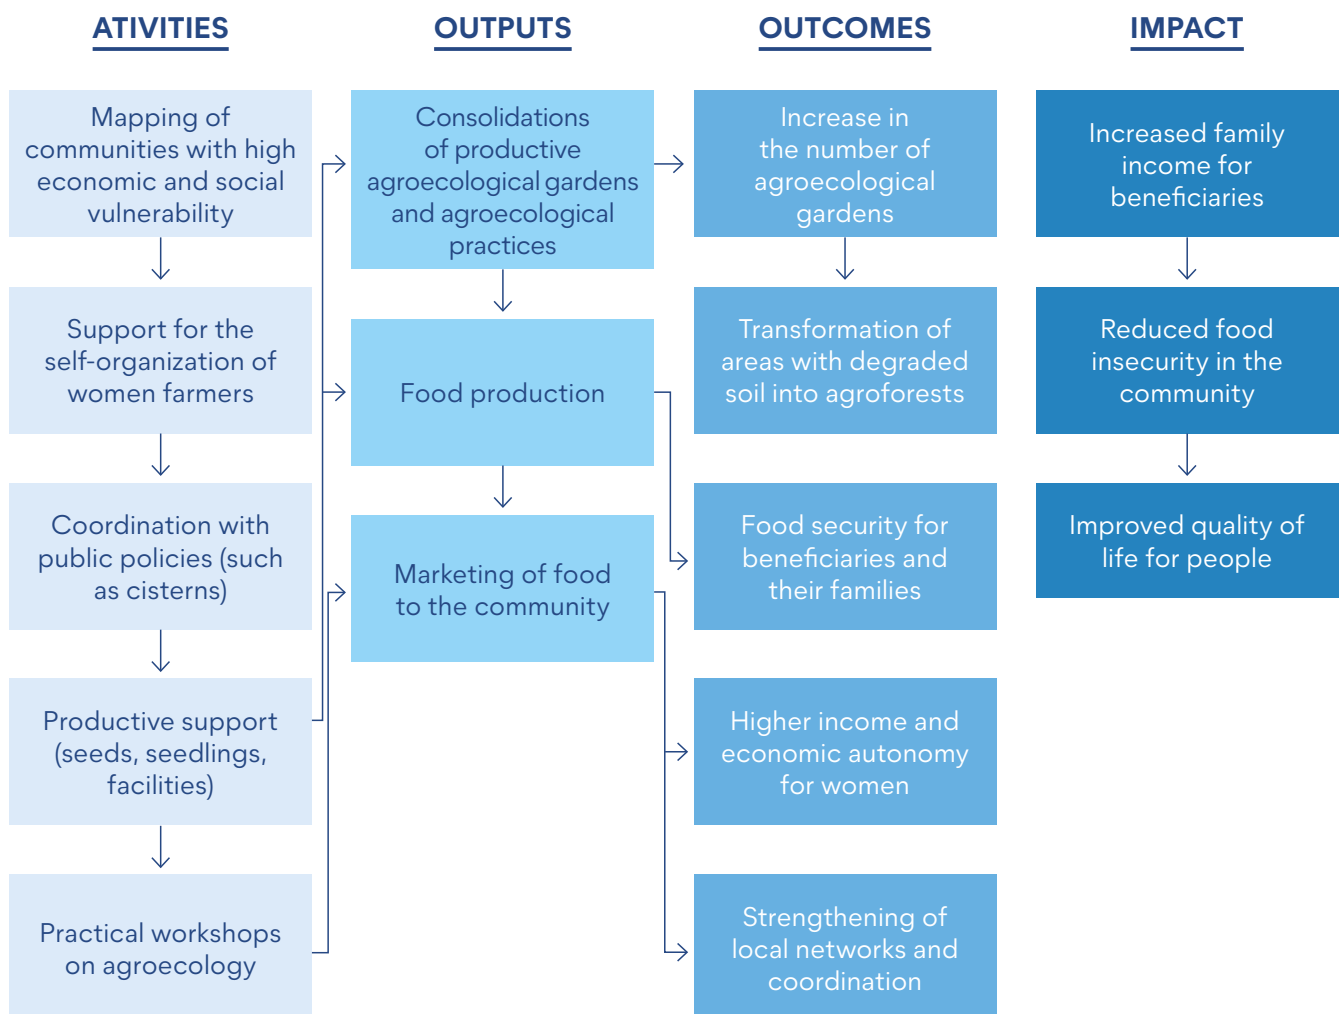 ATIVITIES
Mapping of
communities with high
economic and social
vulnerability
Support for the
self-organization of
women farmers
Coordination with
public policies (such
as cisterns)
Productive support
(seeds, seedlings,
facilities)
Practical workshops
on agroecology
OUTPUTS
Consolidations
of productive
agroecological gardens
and agroecological
practices
Food production
Marketing of food
to the community
OUTCOMES
Increase in
the number of
agroecological
gardens
Transformation of
areas with degraded
soil into agroforests
Food security for
beneficiaries and
their families
Higher income and
economic autonomy
for women
Strengthening of
local networks and
coordination
IMPACT
Increased family
income for
beneficiaries
Reduced food
insecurity in the
community
Improved quality of
life for people